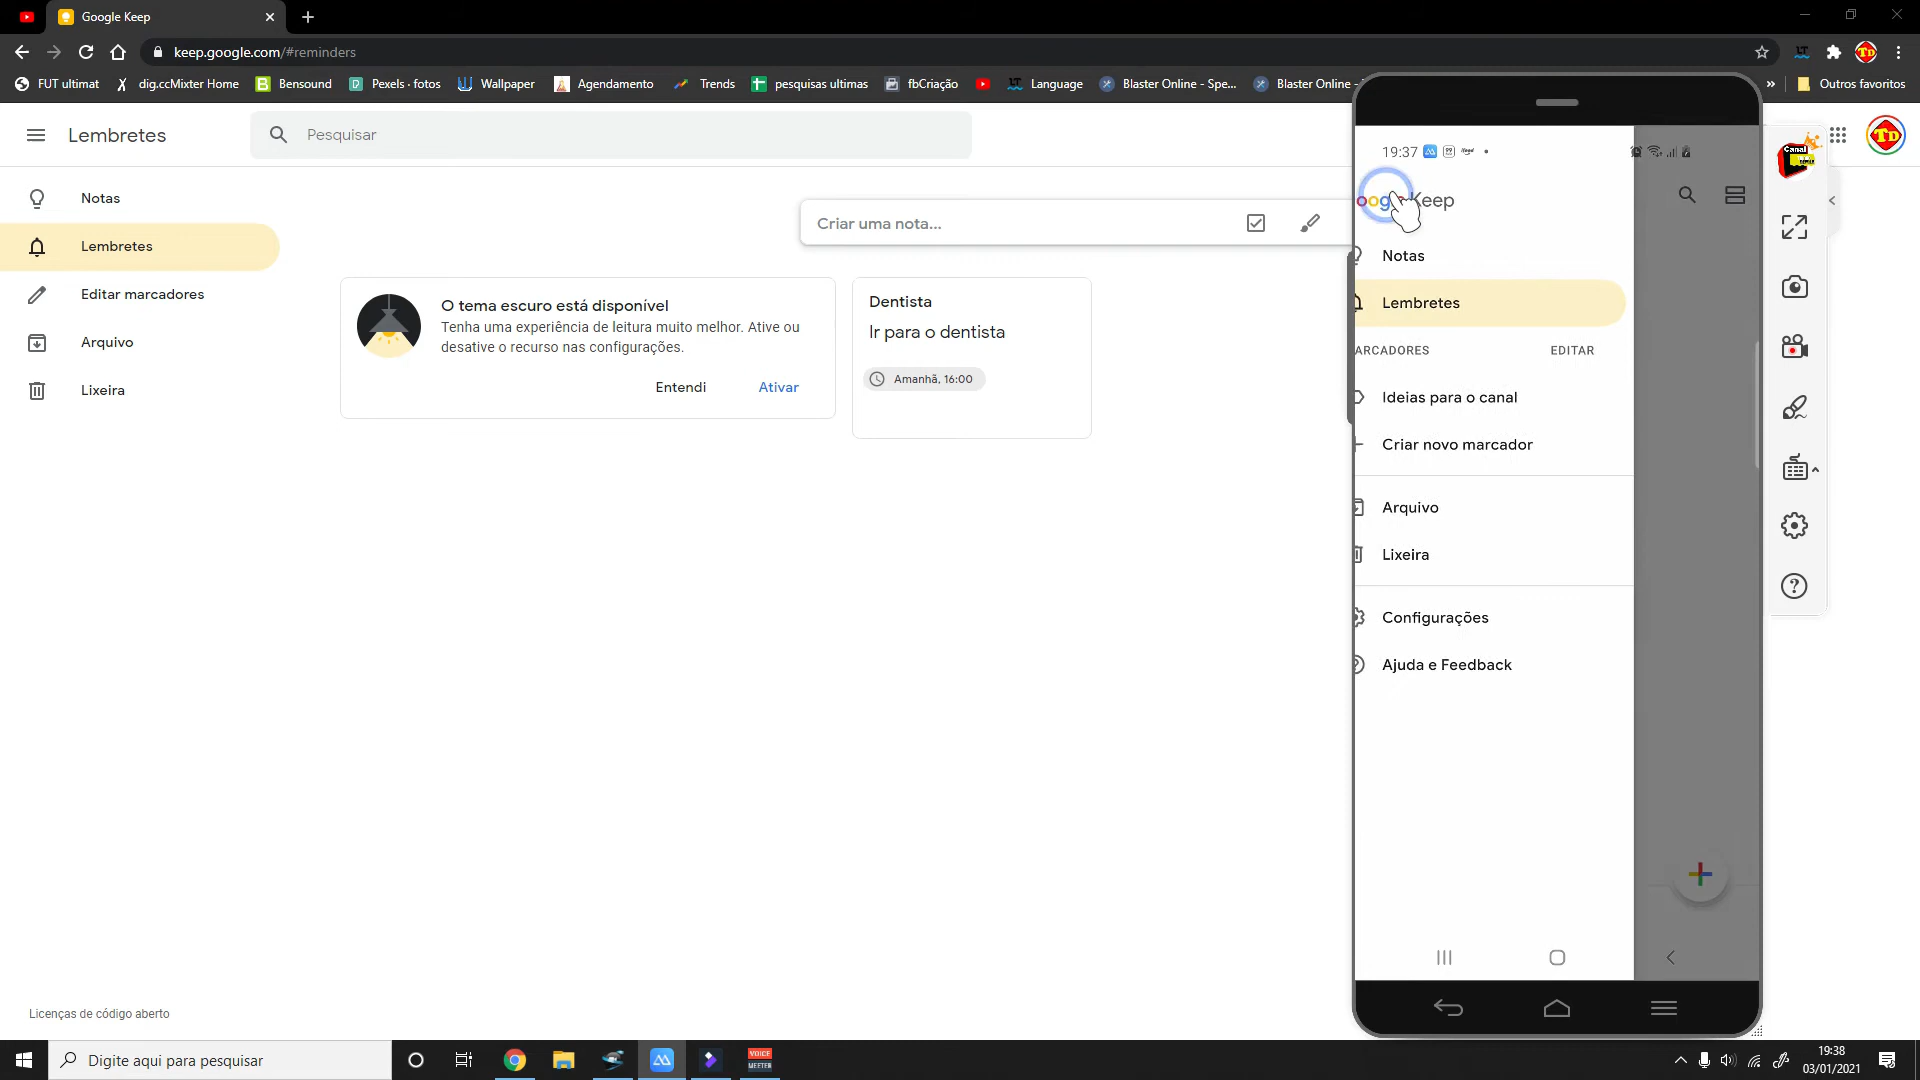 Google Keep
keep.google.com/#reminders
FUT ultimat
dig.ccMixter Home
Bensound
Pexels · fotos
Wallpaper
Agendamento
Trends
pesquisas ultimas
fbCriação
Language
Blaster Online - Spe...
Blaster Online -
»
Outros favoritos
Lembretes
Pesquisar
Notas
Lembretes
Editar marcadores
Arquivo
Lixeira
Criar uma nota...
O tema escuro está disponível
Tenha uma experiência de leitura muito melhor. Ative ou
desative o recurso nas configurações.
Entendi
Ativar
Dentista
Ir para o dentista
Amanhã, 16:00
19:37
Keep
Notas
Lembretes
ARCADORES
EDITAR
Ideias para o canal
Criar novo marcador
Arquivo
Lixeira
Configurações
Ajuda e Feedback
Canal
TD
Licenças de código aberto
Digite aqui para pesquisar
VOICE
MEETER
19:38
03/01/2021